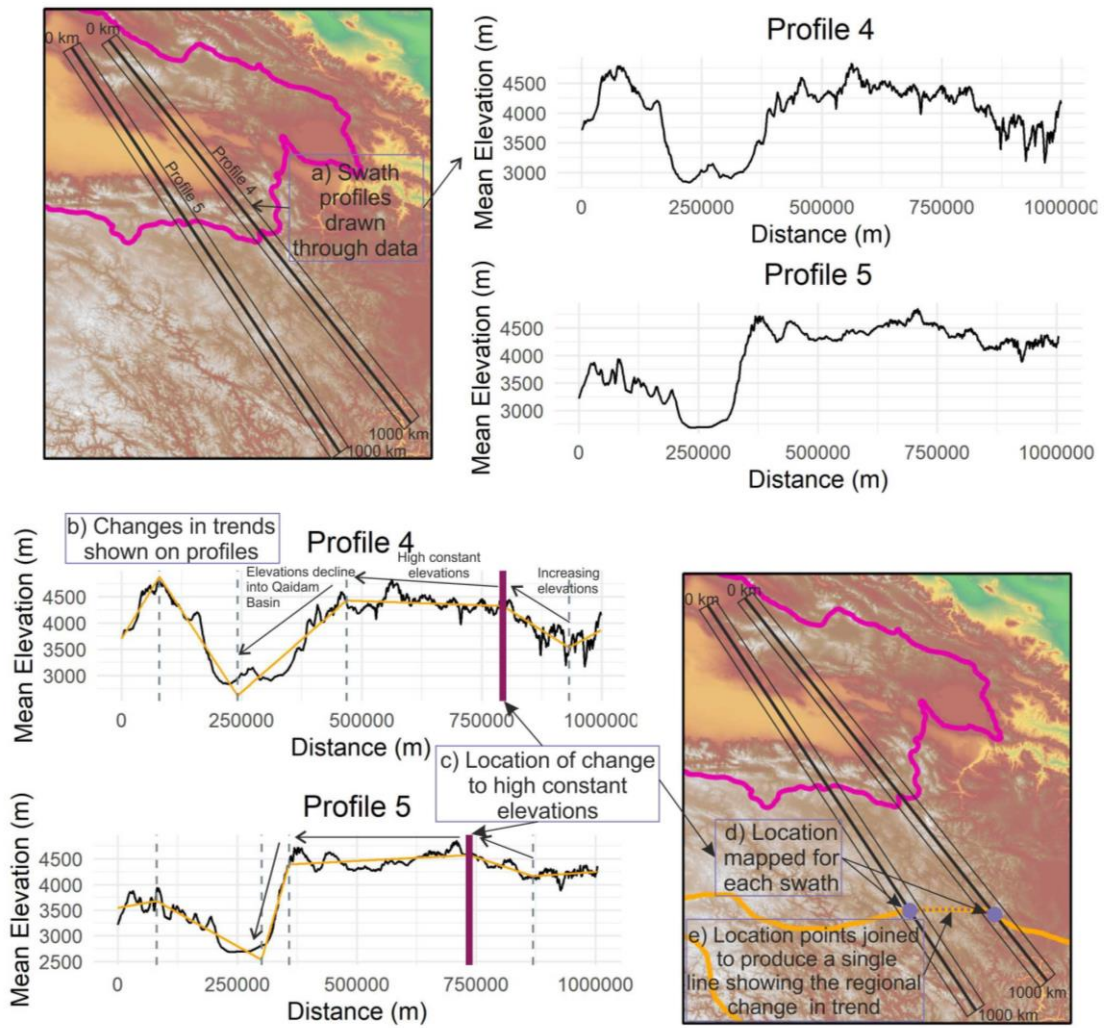 0 km
0 km
Profile 4
Profile 5
a) Swath
profiles
drawn
through data
1000 km
1000 km
Profile 4
Mean Elevation (m)
4500
4000
3500
3000
0
250000
500000
750000
1000000
Distance (m)
Profile 5
Mean Elevation (m)
4500
4000
3500
3000
0
250000
500000
750000
1000000
Distance (m)
b) Changes in trends
shown on profiles
Profile 4
Elevations decline
into Qaidam
Basin
High constant
elevations
Increasing
elevations
Mean Elevation (m)
4500
4000
3500
3000
0
250000
500000
750000
1000000
Distance (m)
c) Location of change
to high constant
elevations
Profile 5
Mean Elevation (m)
4500
4000
3500
3000
2500
0
250000
500000
750000
1000000
Distance (m)
0 km
0 km
d) Location
mapped for
each swath
e) Location points joined
to produce a single
line showing the regional
change in trend
1000 km
1000 km